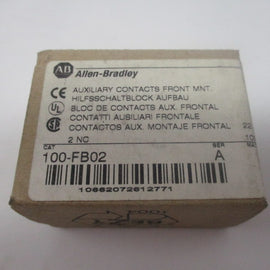 AB Allen-Bradley
AUXILIARY CONTACTS FRONT MNT.
HILFSSCHALTBLOCK AUFBAU
BLOC DE CONTACTS AUX. FRONTAL
CONTATTI AUSILIARI FRONTALE
CONTACTOS AUX. MONTAJE FRONTAL
2 NC
CAT
SER
100-FB02
A
10662072612771